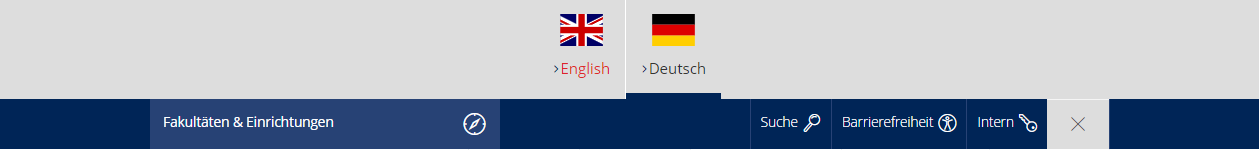 English
Deutsch
Fakultäten & Einrichtungen
Suche
Barrierefreiheit
Intern